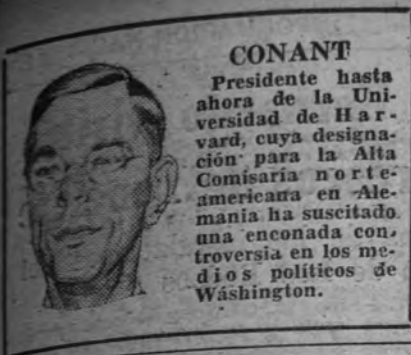 CONANT
Presidente hasta
ahora de la Uni-
versidad de Har-
vard, cuya designa-
ción para la Alta
Comisaría norte-
americana en Ale-
mania ha suscitado
una enconada con-
troversia en los me-
dios políticos de
Wáshington.